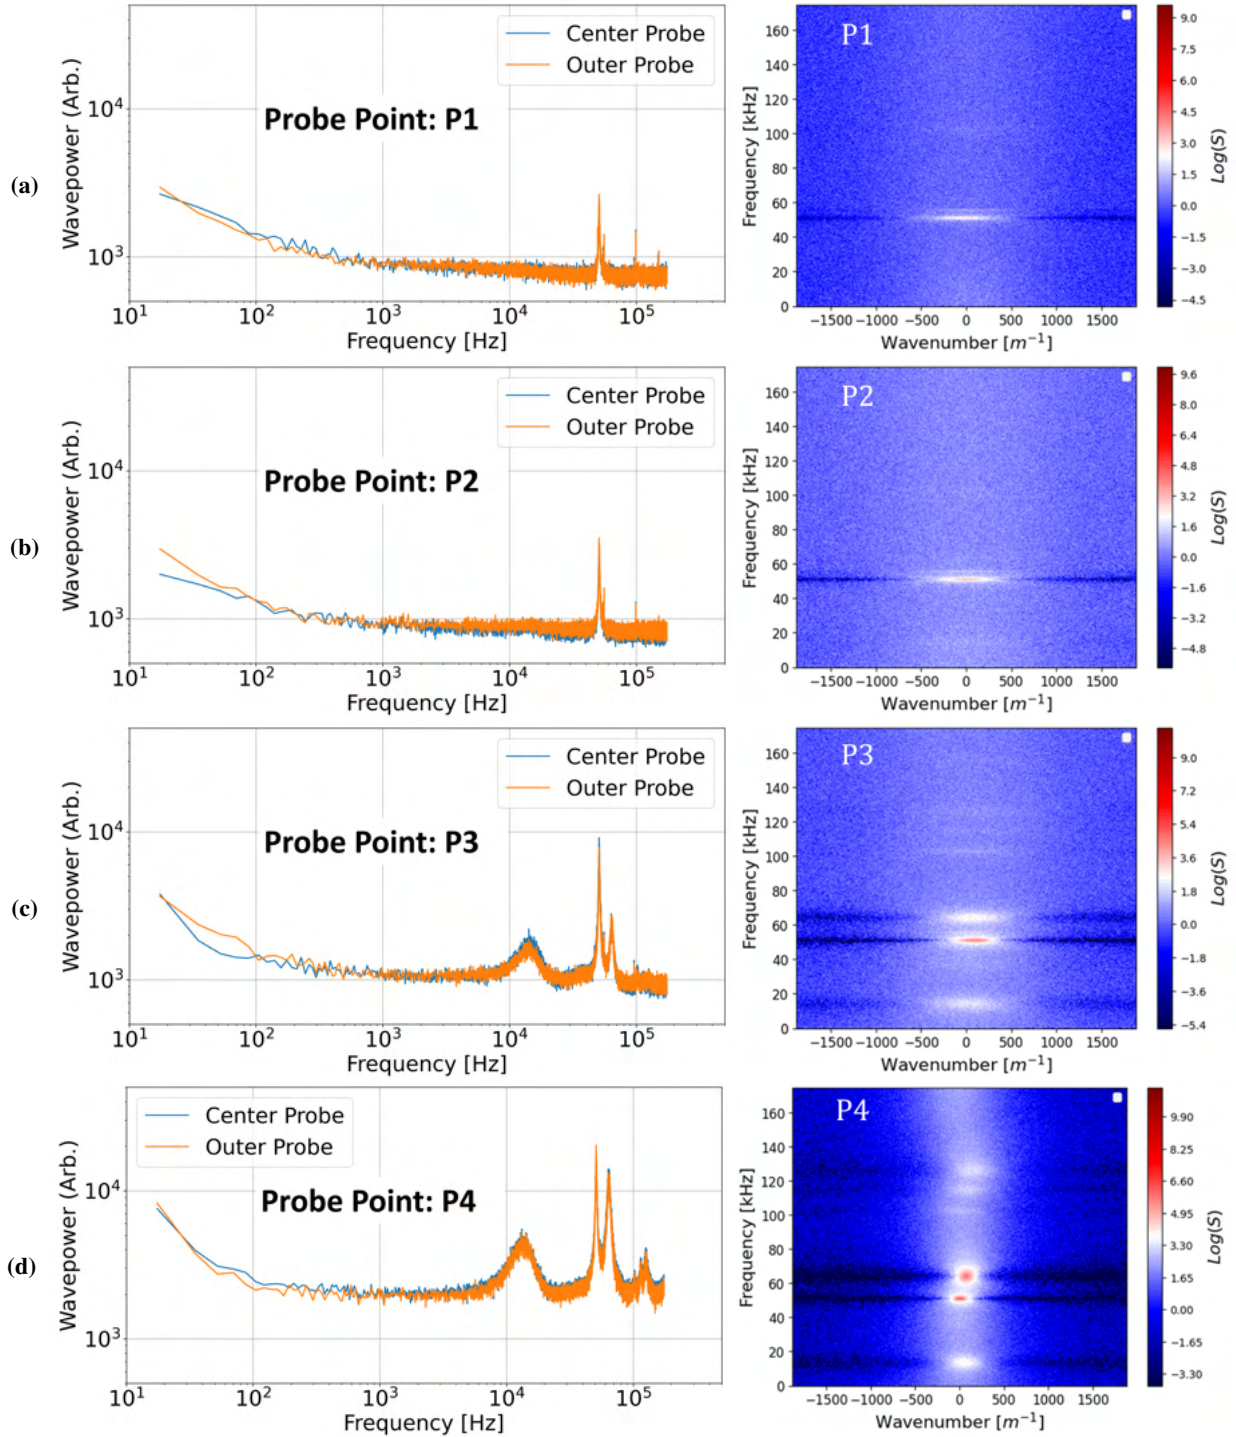 (a)
Wavepower (Arb.)
10^4
10^3
Center Probe
Outer Probe
Probe Point: P1
10^1 10^2 10^3 10^4 10^5
Frequency [Hz]
Frequency [kHz]
160
140
120
100
80
60
40
20
0
P1
−1500 −1000 −500 0 500 1000 1500
Wavenumber [m^−1]
9.0
7.5
6.0
4.5
3.0
1.5
0.0
−1.5
−3.0
−4.5
Log(S)
(b)
Wavepower (Arb.)
10^4
10^3
Center Probe
Outer Probe
Probe Point: P2
10^1 10^2 10^3 10^4 10^5
Frequency [Hz]
Frequency [kHz]
160
140
120
100
80
60
40
20
0
P2
−1500 −1000 −500 0 500 1000 1500
Wavenumber [m^−1]
9.6
8.0
6.4
4.8
3.2
1.6
0.0
−1.6
−3.2
−4.8
Log(S)
(c)
Wavepower (Arb.)
10^4
10^3
Center Probe
Outer Probe
Probe Point: P3
10^1 10^2 10^3 10^4 10^5
Frequency [Hz]
Frequency [kHz]
160
140
120
100
80
60
40
20
0
P3
−1500 −1000 −500 0 500 1000 1500
Wavenumber [m^−1]
9.0
7.2
5.4
3.6
1.8
0.0
−1.8
−3.6
−5.4
Log(S)
(d)
Wavepower (Arb.)
10^4
10^3
Center Probe
Outer Probe
Probe Point: P4
10^1 10^2 10^3 10^4 10^5
Frequency [Hz]
Frequency [kHz]
160
140
120
100
80
60
40
20
0
P4
−1500 −1000 −500 0 500 1000 1500
Wavenumber [m^−1]
9.90
8.25
6.60
4.95
3.30
1.65
0.00
−1.65
−3.30
Log(S)